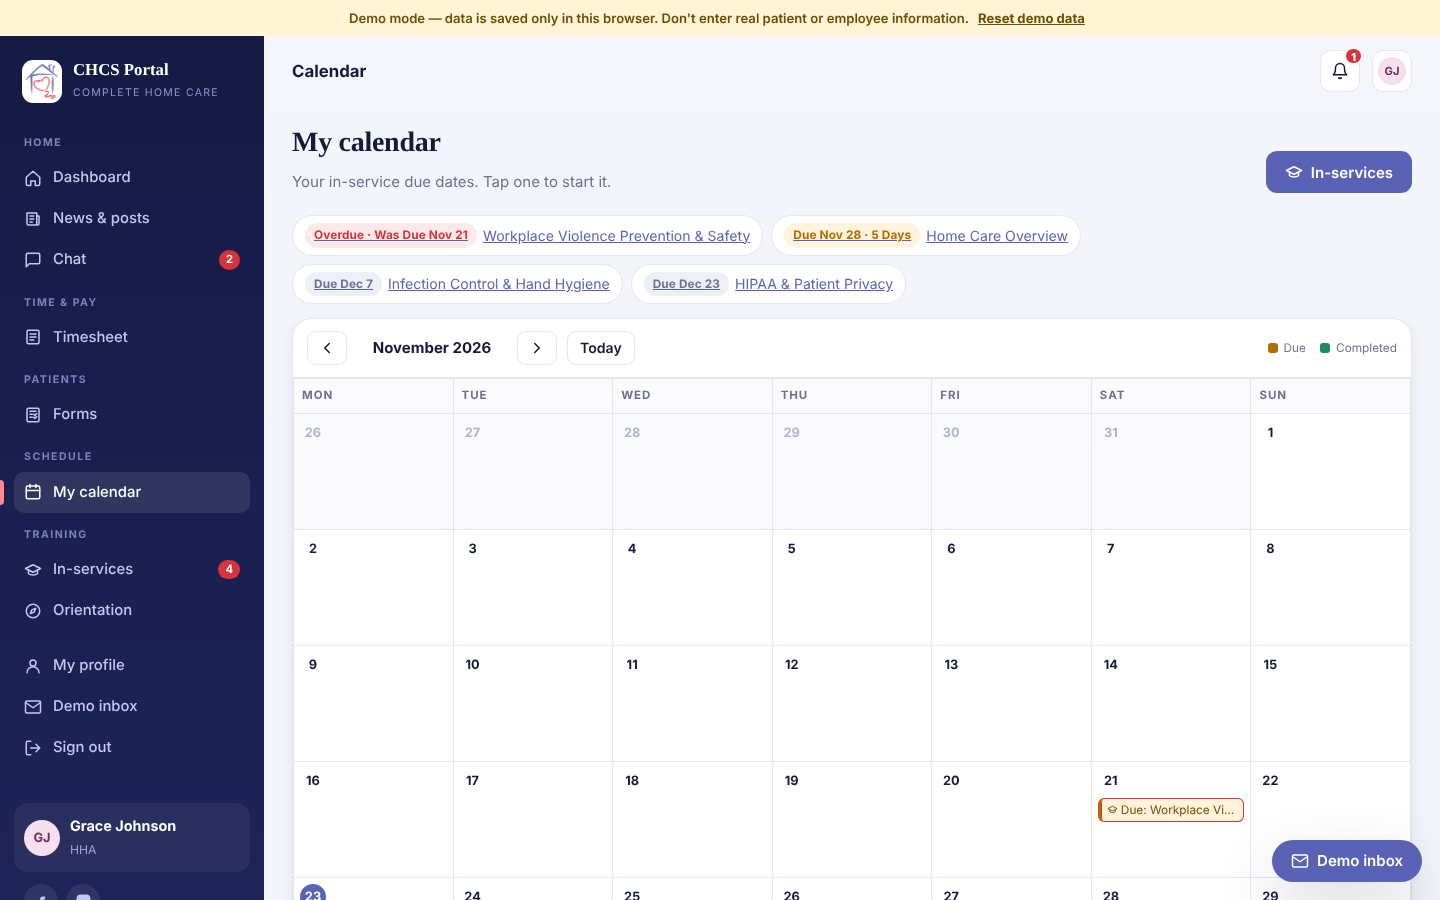 Demo mode — data is saved only in this browser. Don't enter real patient or employee information. Reset demo data
CHCS Portal
COMPLETE HOME CARE
HOME
Dashboard
News & posts
Chat 2
TIME & PAY
Timesheet
PATIENTS
Forms
SCHEDULE
My calendar
TRAINING
In-services 4
Orientation
My profile
Demo inbox
Sign out
GJ
Grace Johnson
HHA
Calendar
1
GJ
My calendar
Your in-service due dates. Tap one to start it.
In-services
Overdue · Was Due Nov 21 Workplace Violence Prevention & Safety
Due Nov 28 · 5 Days Home Care Overview
Due Dec 7 Infection Control & Hand Hygiene
Due Dec 23 HIPAA & Patient Privacy
November 2026
Today
Due
Completed
MON TUE WED THU FRI SAT SUN
26 27 28 29 30 31 1
2 3 4 5 6 7 8
9 10 11 12 13 14 15
16 17 18 19 20 21 22
Due: Workplace Vi...
23 24 25 26 27 28 29
Demo inbox